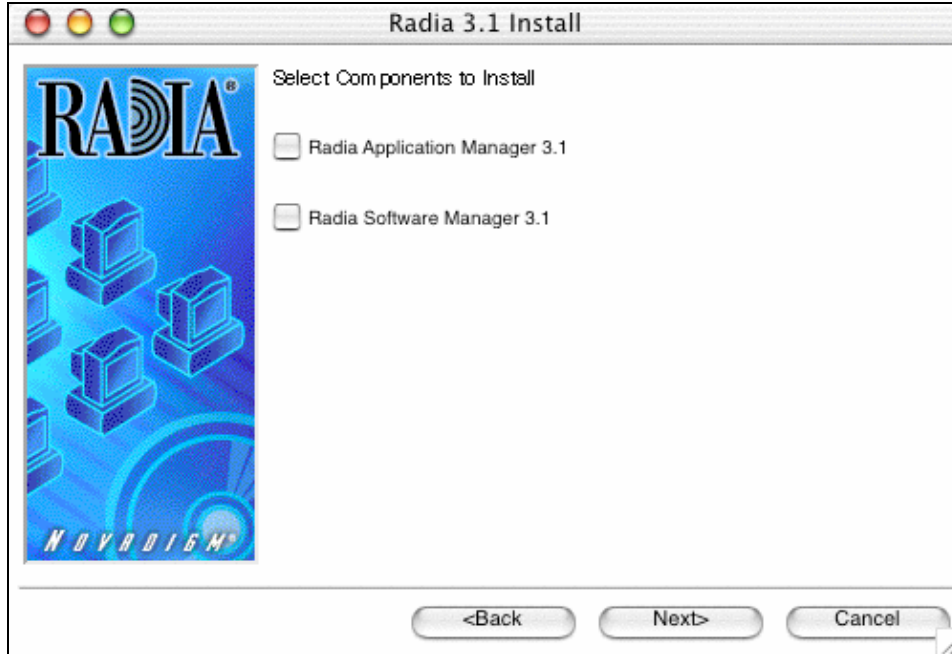 Radia 3.1 Install
RADIA®
Select Components to Install
Radia Application Manager 3.1
Radia Software Manager 3.1
NOVADIGM®
<Back
Next>
Cancel